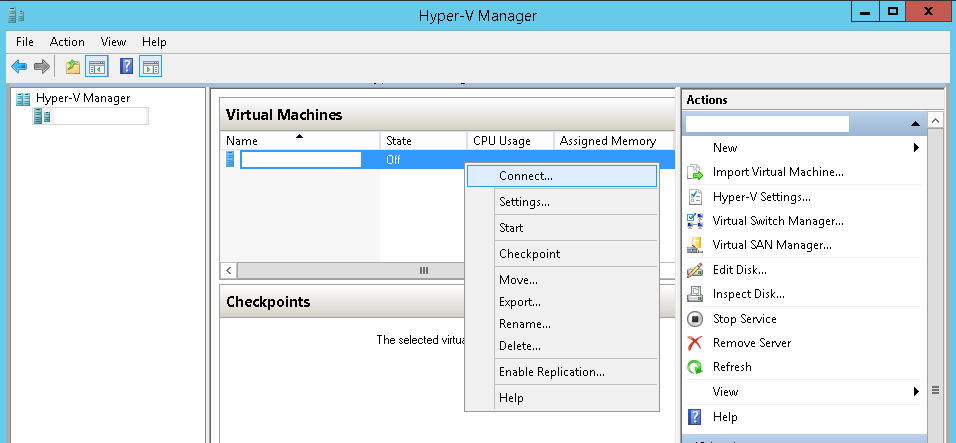 Hyper-V Manager
File Action View Help
Hyper-V Manager
Virtual Machines
Name State CPU Usage Assigned Memory
Off
Connect...
Settings...
Start
Checkpoint
Move...
Export...
Rename...
Delete...
Enable Replication...
Help
Checkpoints
The selected virtua
Actions
New
Import Virtual Machine...
Hyper-V Settings...
Virtual Switch Manager...
Virtual SAN Manager...
Edit Disk...
Inspect Disk...
Stop Service
Remove Server
Refresh
View
Help